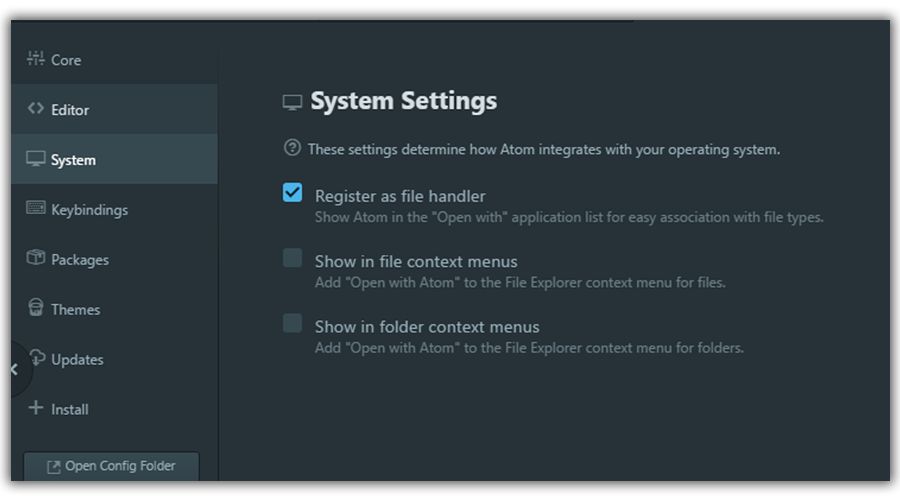 Core
Editor
System
Keybindings
Packages
Themes
Updates
Install
Open Config Folder
System Settings
These settings determine how Atom integrates with your operating system.
Register as file handler
Show Atom in the "Open with" application list for easy association with file types.
Show in file context menus
Add "Open with Atom" to the File Explorer context menu for files.
Show in folder context menus
Add "Open with Atom" to the File Explorer context menu for folders.